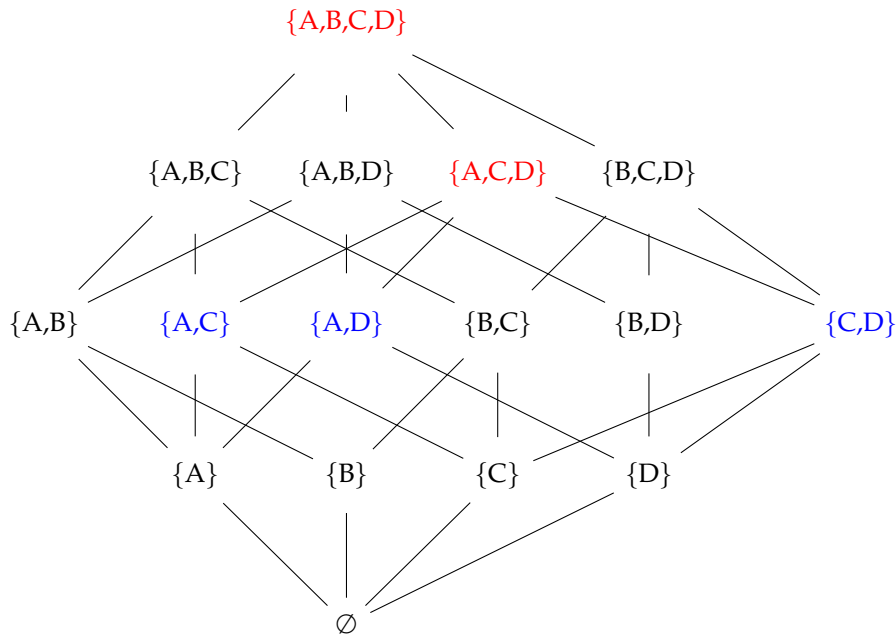 {A,B,C,D}
{A,B,C} {A,B,D} {A,C,D} {B,C,D}
{A,B} {A,C} {A,D} {B,C} {B,D} {C,D}
{A} {B} {C} {D}
∅